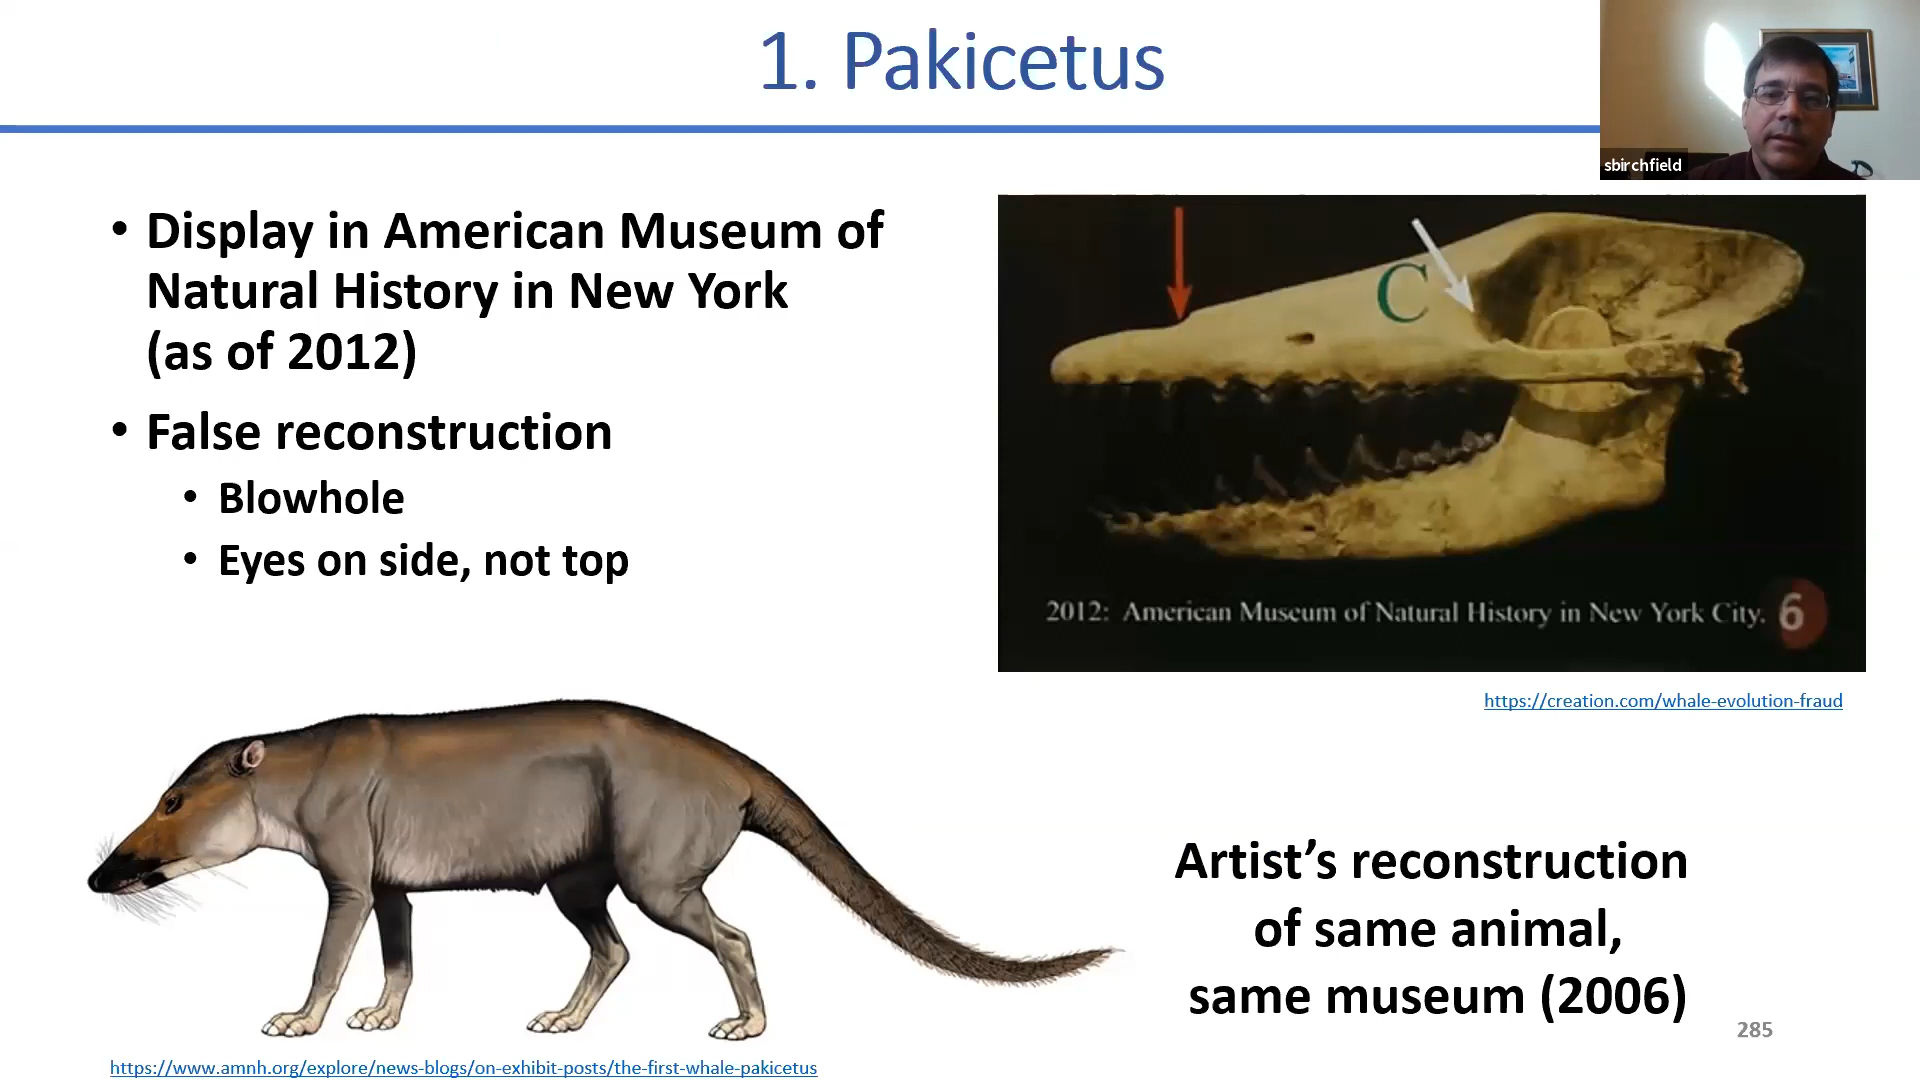 1. Pakicetus
sbirchfield
• Display in American Museum of
Natural History in New York
(as of 2012)
• False reconstruction
• Blowhole
• Eyes on side, not top
C
2012: American Museum of Natural History in New York City. 6
https://creation.com/whale-evolution-fraud
Artist’s reconstruction
of same animal,
same museum (2006)
285
https://www.amnh.org/explore/news-blogs/on-exhibit-posts/the-first-whale-pakicetus